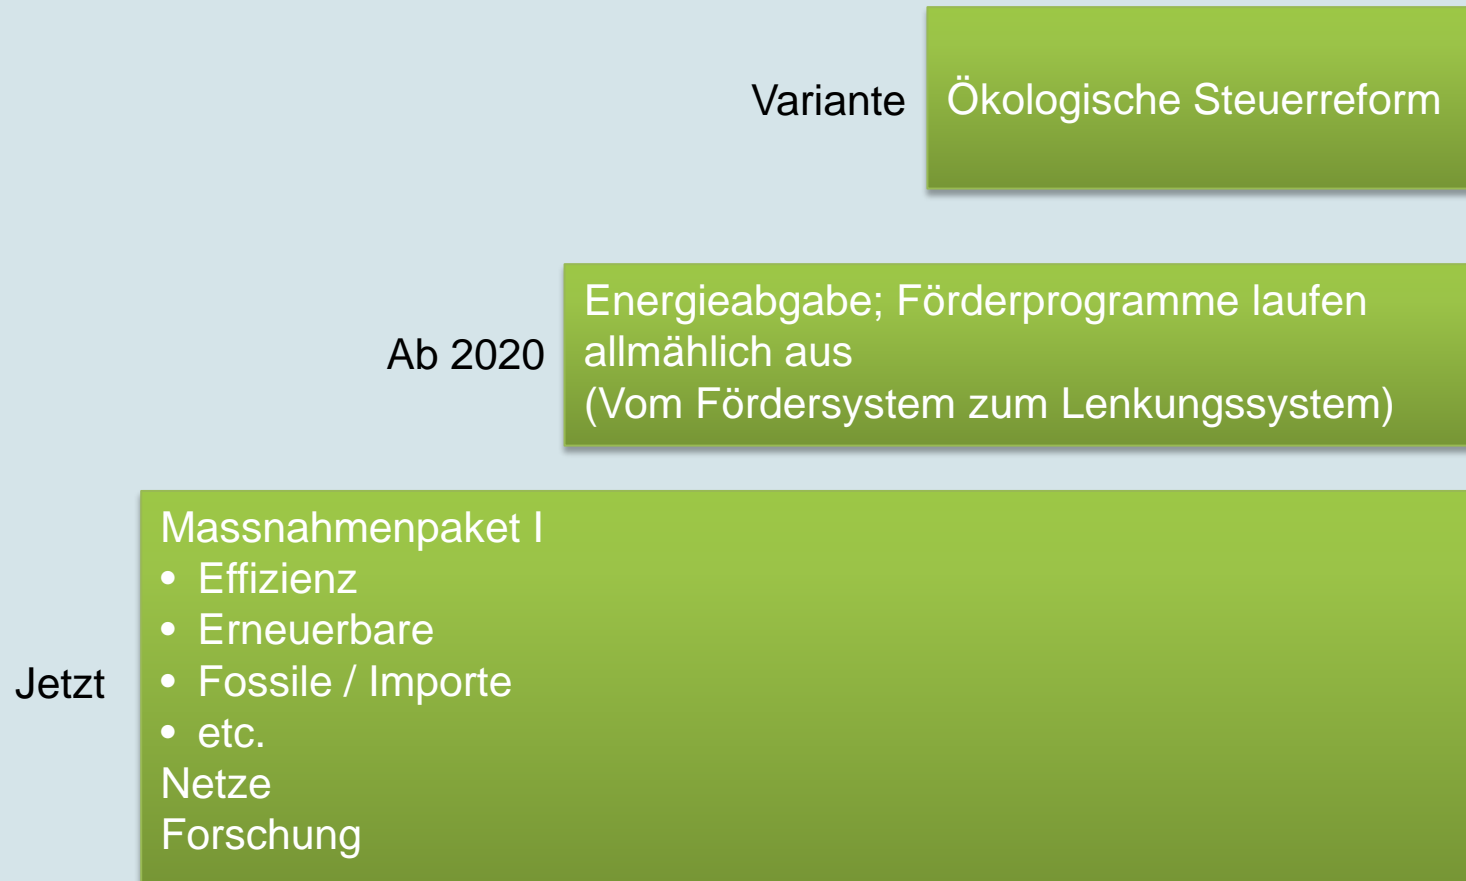 Variante
Ökologische Steuerreform
Ab 2020
Energieabgabe; Förderprogramme laufen
allmählich aus
(Vom Fördersystem zum Lenkungssystem)
Jetzt
Massnahmenpaket I
• Effizienz
• Erneuerbare
• Fossile / Importe
• etc.
Netze
Forschung